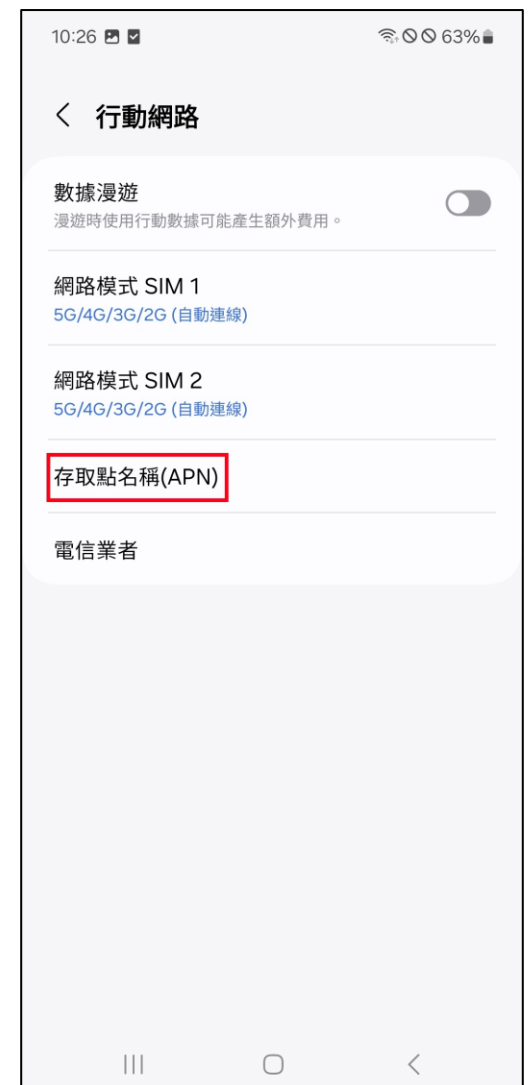 10:26 63%
行動網路
數據漫遊
漫遊時使用行動數據可能產生額外費用。
網路模式 SIM 1
5G/4G/3G/2G (自動連線)
網路模式 SIM 2
5G/4G/3G/2G (自動連線)
存取點名稱(APN)
電信業者